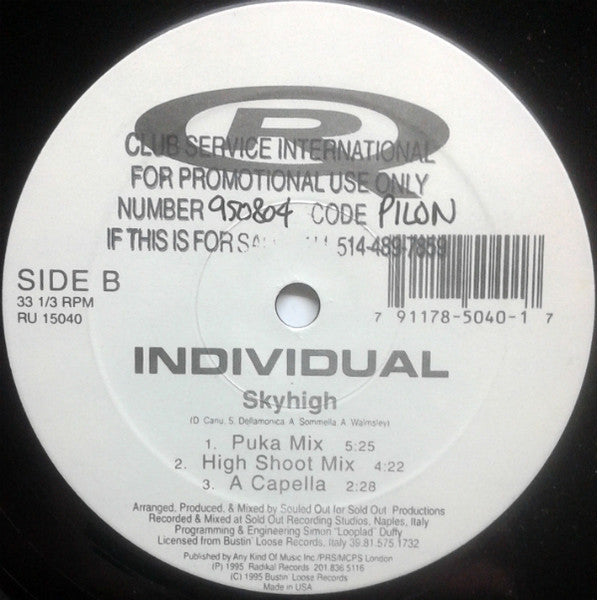 R
CLUB SERVICE INTERNATIONAL
FOR PROMOTIONAL USE ONLY
NUMBER 950804 CODE PILON
IF THIS IS FOR 514-489-7859
SIDE B
33 1/3 RPM
RU 15040
7 91178-5040-1 7
INDIVIDUAL
Skyhigh
(D. Canu, S. Dellamonica A. Sommella A. Walmsley)
1. Puka Mix 5:25
2. High Shoot Mix 4:22
3. A Capella 2:28
Arranged, Produced, & Mixed by Souled Out for Sold Out Productions
Recorded & Mixed at Sold Out Recording Studios, Naples, Italy
Programming & Engineering Simon "Looplad" Duffy
Licensed from Bustin' Loose Records, Italy 39.81.575.1732
Published by Any Kind Of Music Inc /PRS/MCPS London
(P) 1995 Radikal Records 201.836.5116
(C) 1995 Bustin' Loose Records
Made in USA